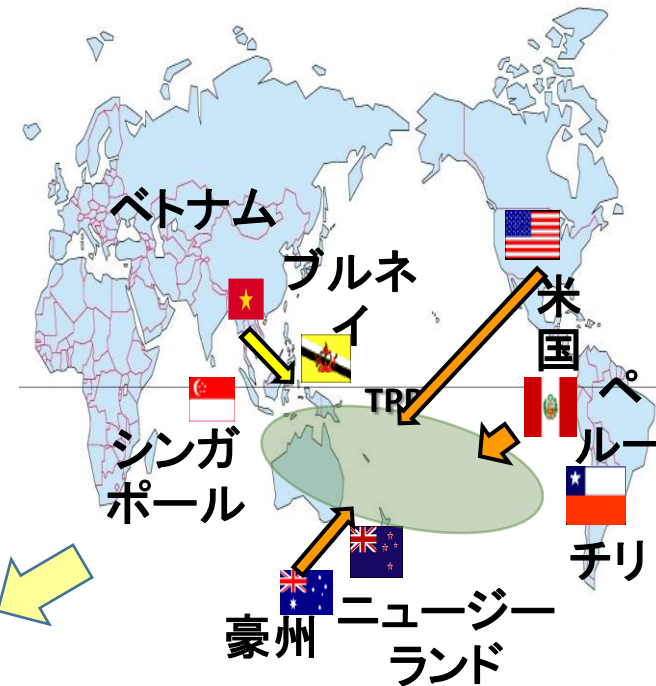 ベトナム
ブルネ
イ
米
国
TPP
ペ
ルー
シンガ
ポール
チリ
ニュージー
ランド
豪州